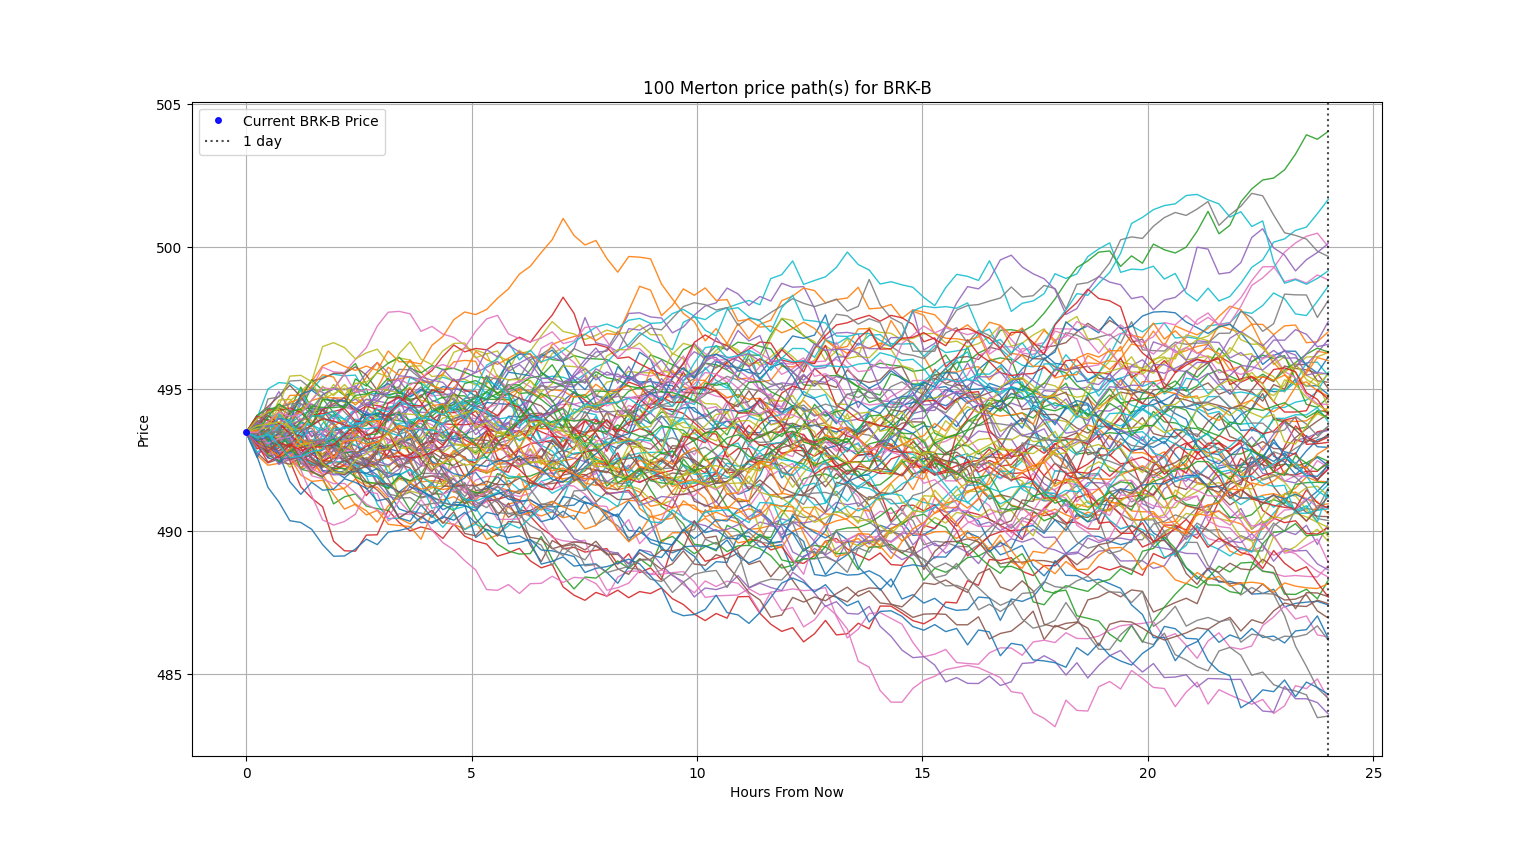 100 Merton price path(s) for BRK-B
505
500
495
490
485
Price
Current BRK-B Price
1 day
0 5 10 15 20 25
Hours From Now